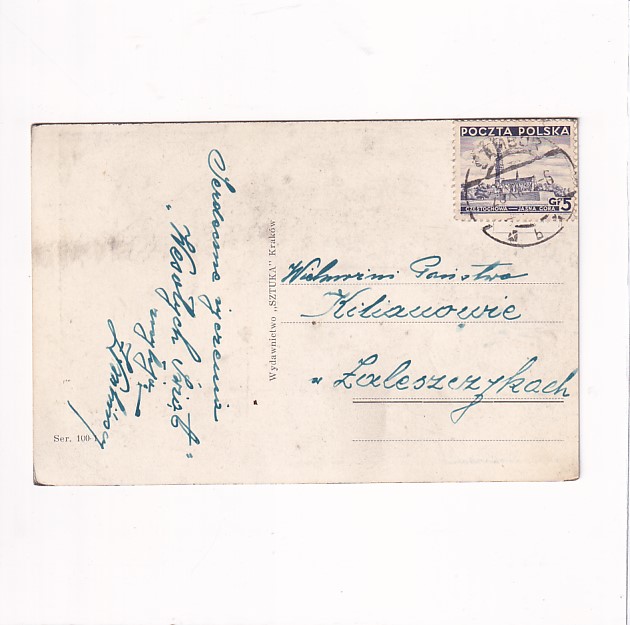 Serdeczne życzenia
„Wesołych Świąt"
Ser. 100
Wydawnictwo „SZTUKA" Kraków
POCZTA POLSKA
Gr 5
CZĘSTOCHOWA — JASNA GÓRA
b
Wielmożni Państwo
Kilianowie
w Zaleszczykach